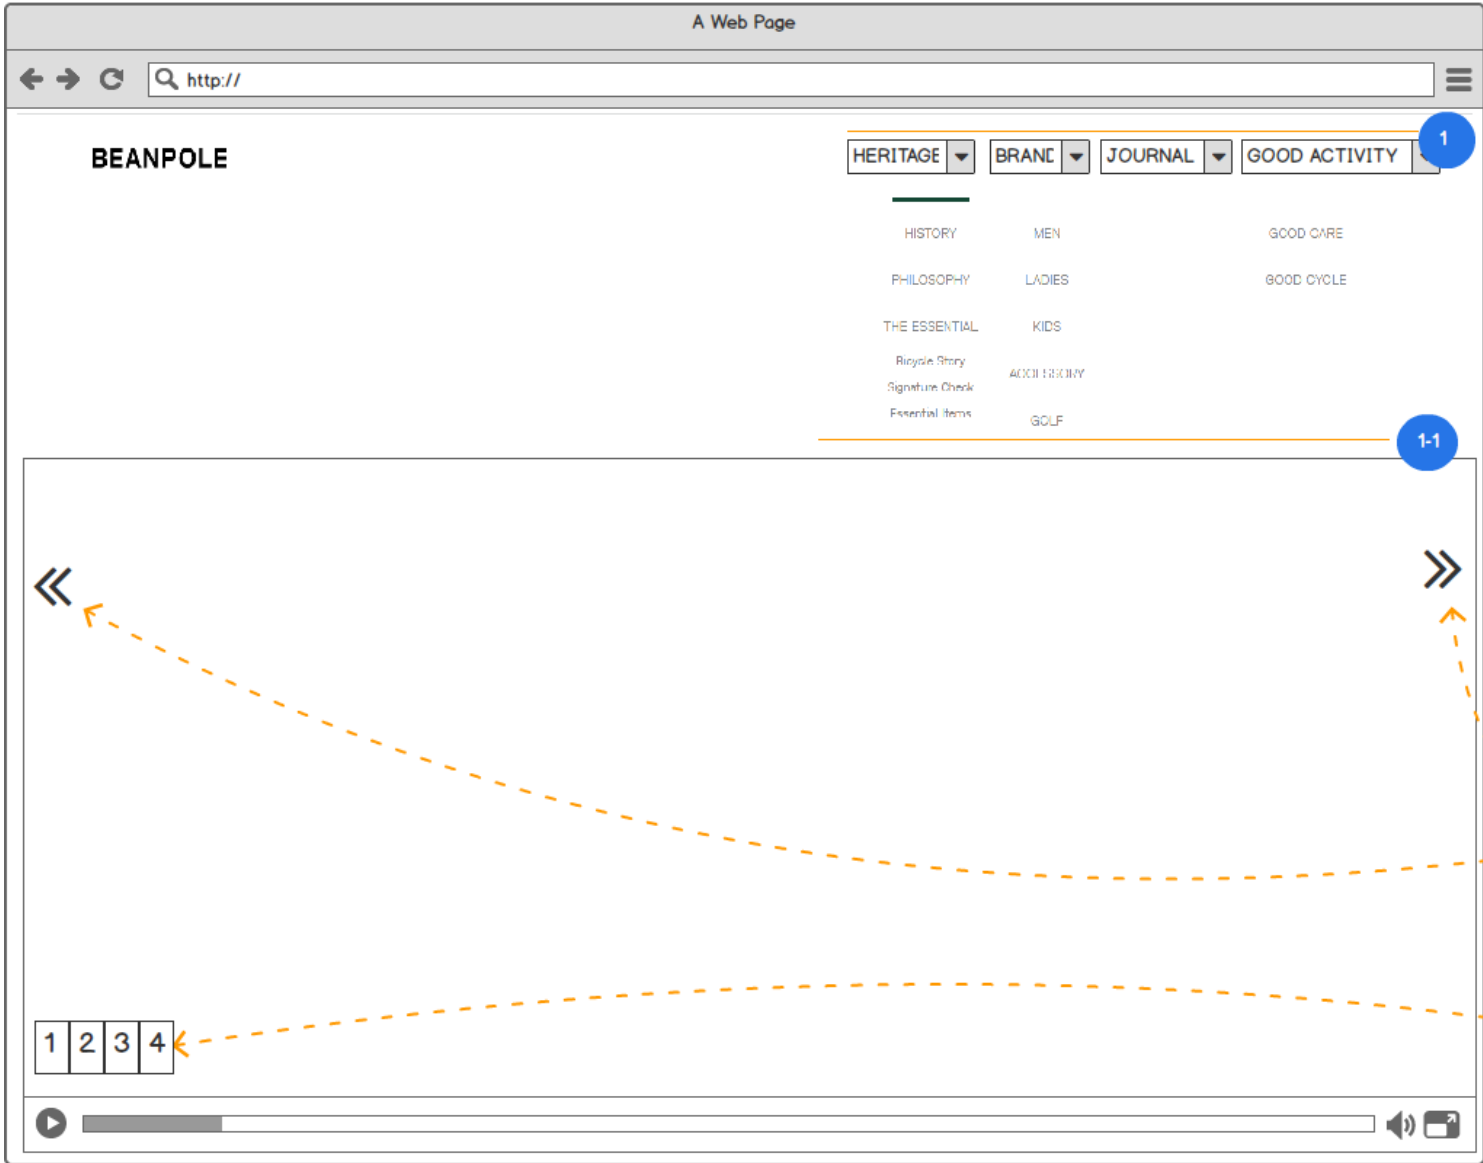 A Web Page
http://
BEANPOLE
HERITAGE BRAND JOURNAL GOOD ACTIVITY 1
HISTORY MEN GOOD CARE
PHILOSOPHY LADIES GOOD CYCLE
THE ESSENTIAL KIDS
Bicycle Story
ACCESSORY
Signature Check
Essential Items
GOLF
1-1
1 2 3 4